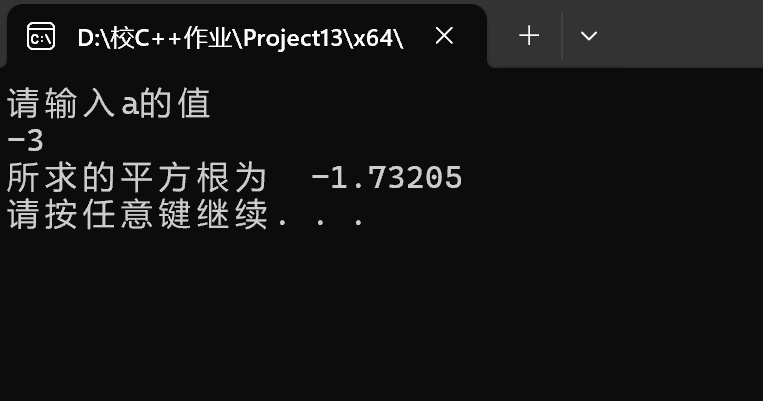 D:\校C++作业\Project13\x64\
请输入a的值
-3
所求的平方根为  -1.73205
请按任意键继续. . .